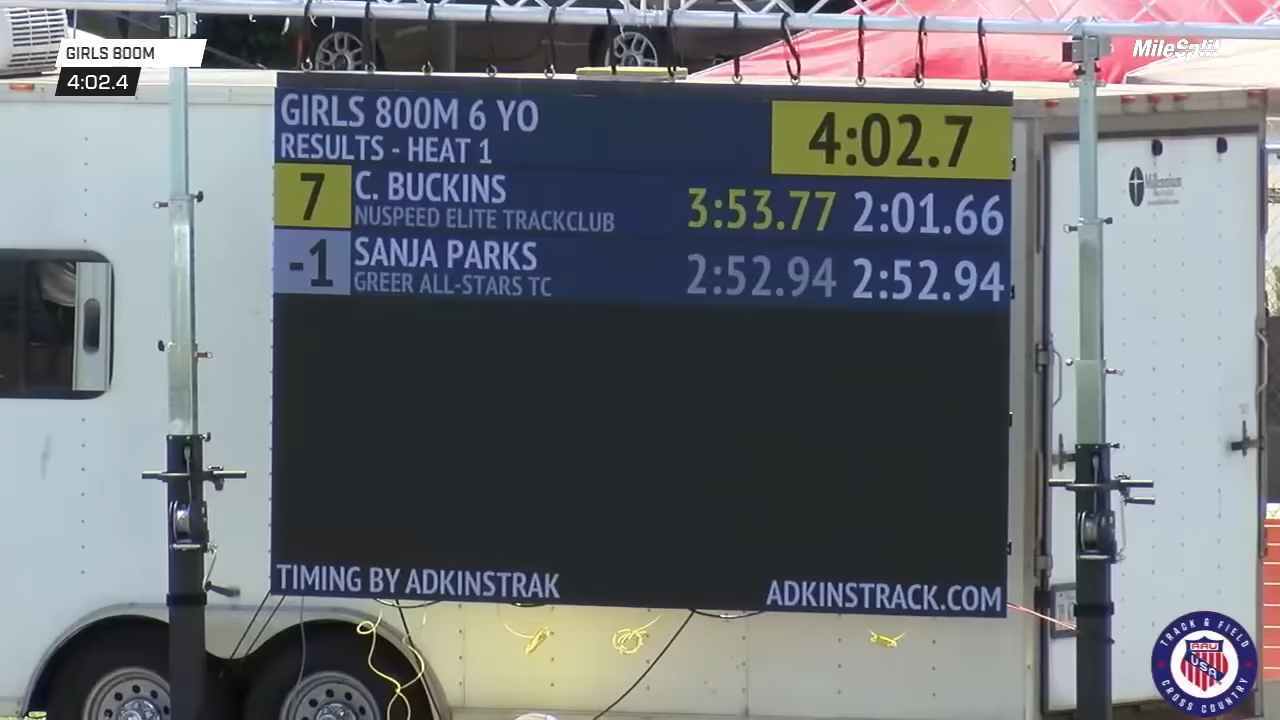 GIRLS 800M
4:02.4
MileSplit
GIRLS 800M 6 YO
4:02.7
RESULTS - HEAT 1
7 C. BUCKINS 3:53.77 2:01.66
NUSPEED ELITE TRACKCLUB
-1 SANJA PARKS 2:52.94 2:52.94
GREER ALL-STARS TC
TIMING BY ADKINSTRAK
ADKINSTRACK.COM
Millennium
TRACK & FIELD
AAU
USA
CROSS COUNTRY